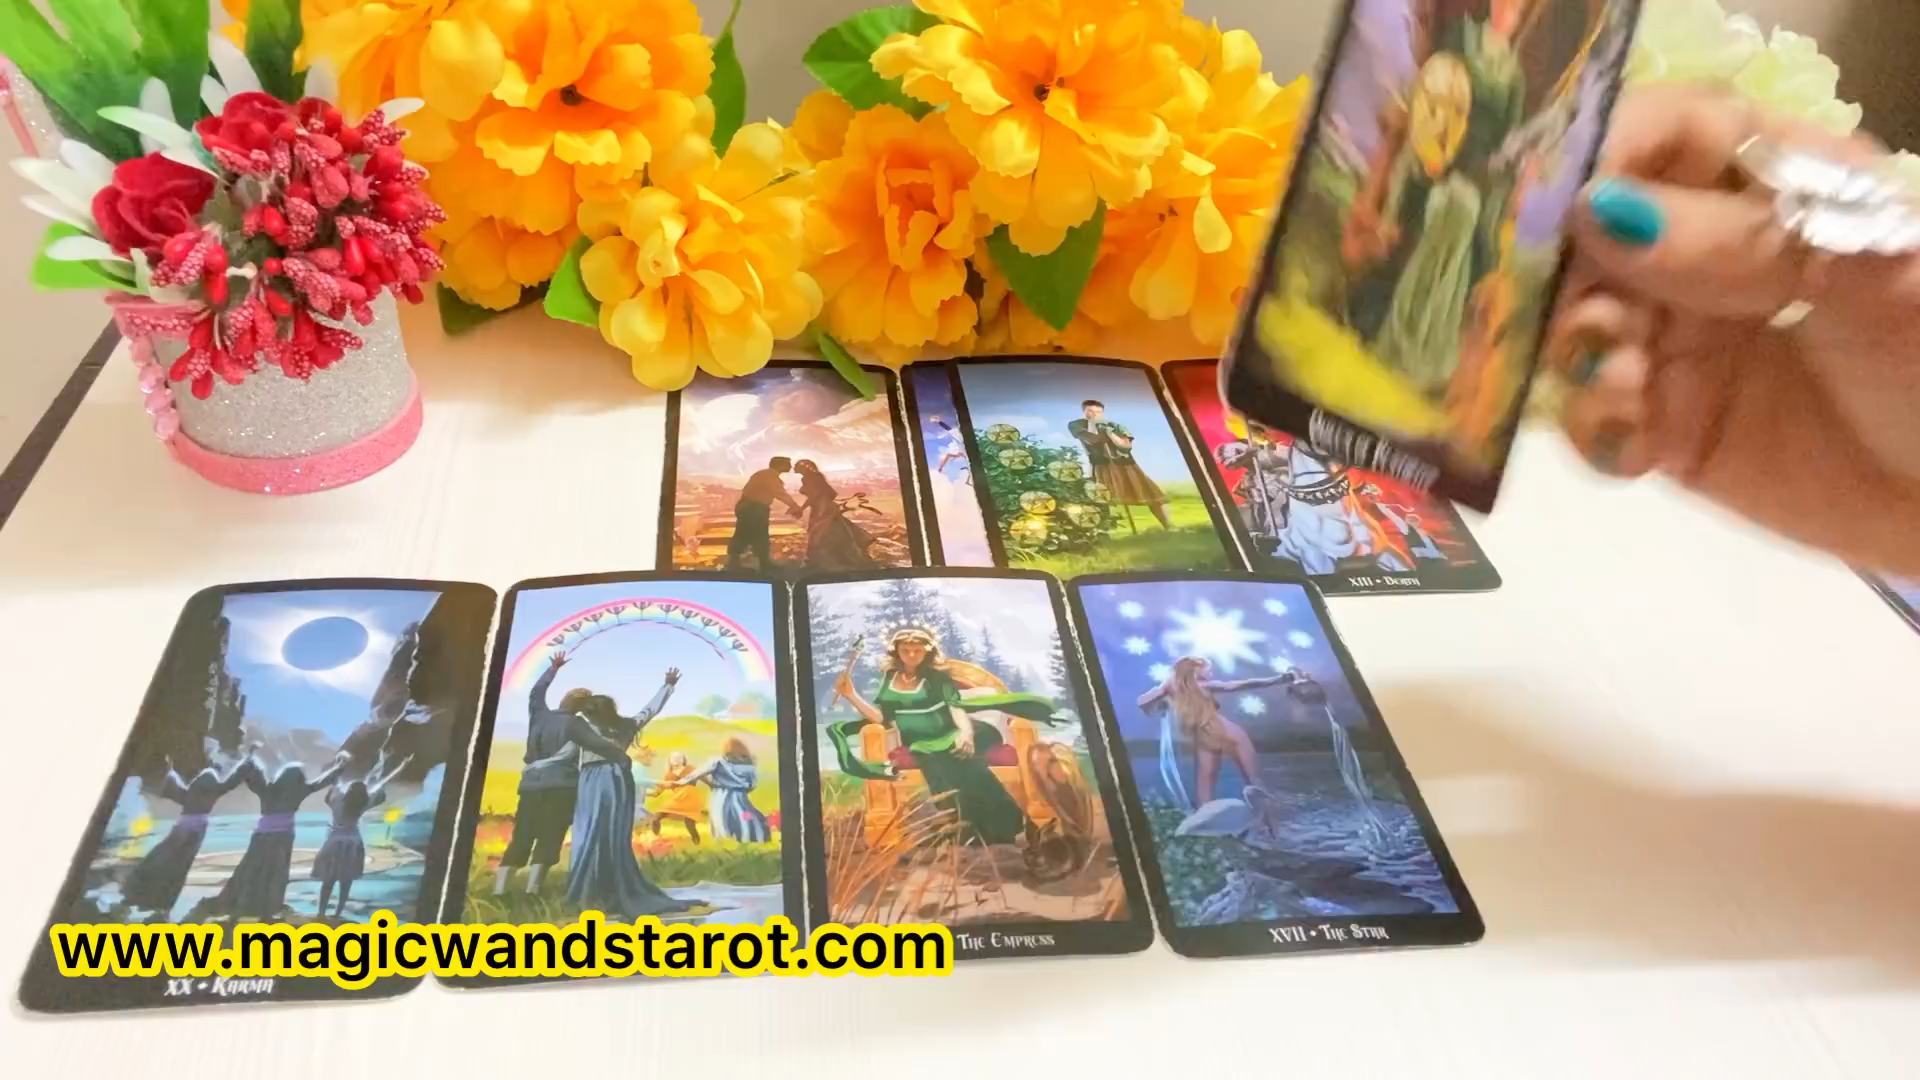 XIII • Death
www.magicwandstarot.com
The Empress
XVII • The Star
XX • Karma